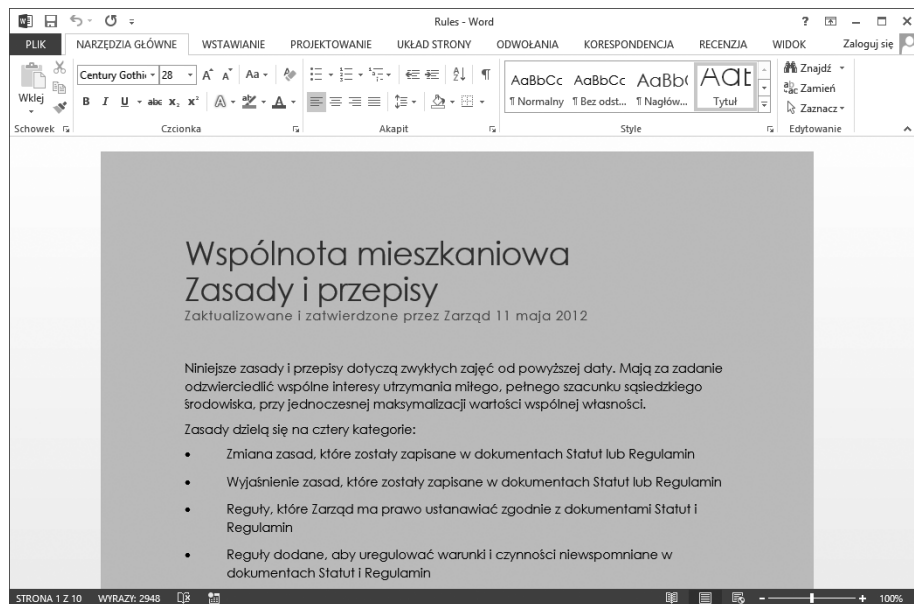 Rules - Word
PLIK NARZĘDZIA GŁÓWNE WSTAWIANIE PROJEKTOWANIE UKŁAD STRONY ODWOŁANIA KORESPONDENCJA RECENZJA WIDOK Zaloguj się
Wklej
Century Gothi 28
Aa
B I U abc X₂ X²
AaBbCc AaBbCc AaBb( AaI
¶ Normalny ¶ Bez odst... ¶ Nagłów... Tytuł
Znajdź
Zamień
Zaznacz
Schowek Czcionka Akapit Style Edytowanie
Wspólnota mieszkaniowa
Zasady i przepisy
Zaktualizowane i zatwierdzone przez Zarząd 11 maja 2012
Niniejsze zasady i przepisy dotyczą zwykłych zajęć od powyższej daty. Mają za zadanie
odzwierciedlić wspólne interesy utrzymania miłego, pełnego szacunku sąsiedzkiego
środowiska, przy jednoczesnej maksymalizacji wartości wspólnej własności.
Zasady dzielą się na cztery kategorie:
• Zmiana zasad, które zostały zapisane w dokumentach Statut lub Regulamin
• Wyjaśnienie zasad, które zostały zapisane w dokumentach Statut lub Regulamin
• Reguły, które Zarząd ma prawo ustanawiać zgodnie z dokumentami Statut i
Regulamin
• Reguły dodane, aby uregulować warunki i czynności niewspomniane w
dokumentach Statut i Regulamin
STRONA 1 Z 10 WYRAZY: 2948 100%